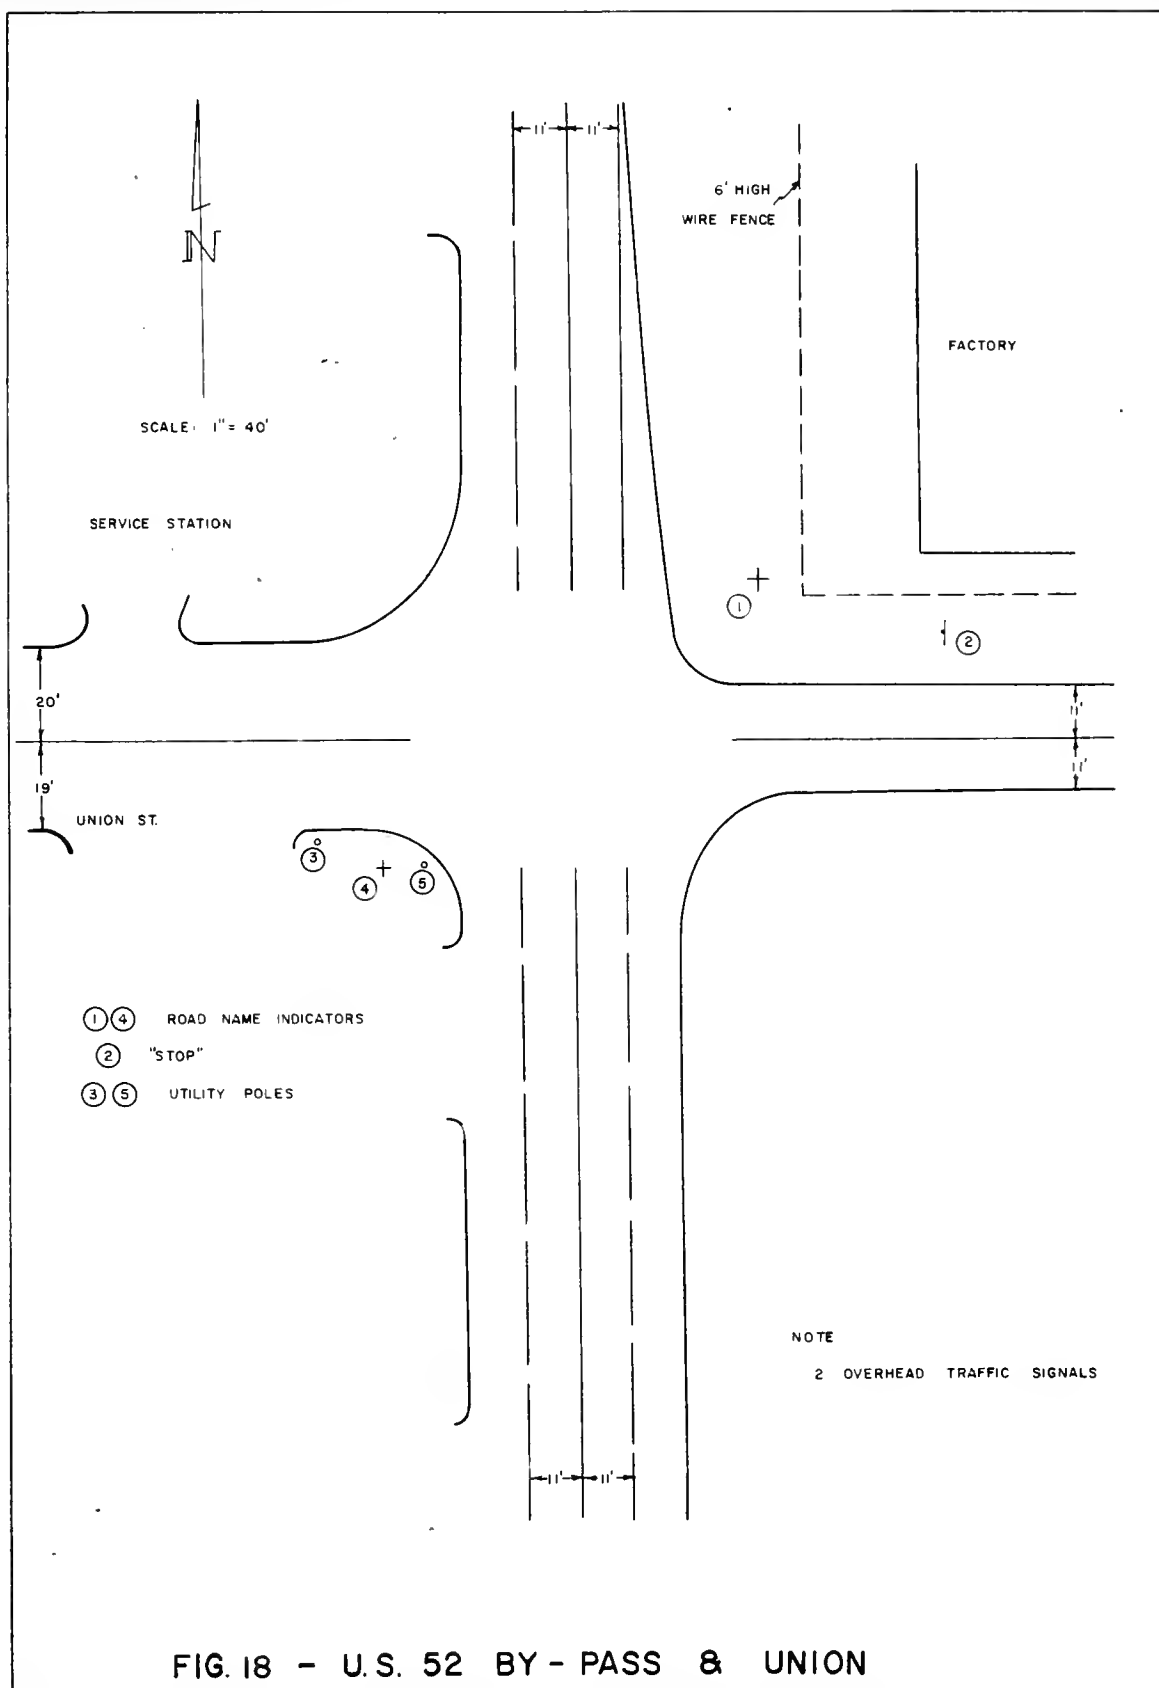 11' 11'
6' HIGH
WIRE FENCE
N
FACTORY
SCALE: 1" = 40'
SERVICE STATION
1
2
20'
11'
19'
11'
UNION ST.
3
4
5
1 4 ROAD NAME INDICATORS
2 "STOP"
3 5 UTILITY POLES
NOTE
2 OVERHEAD TRAFFIC SIGNALS
11' 11'
FIG. 18 - U.S. 52 BY-PASS & UNION